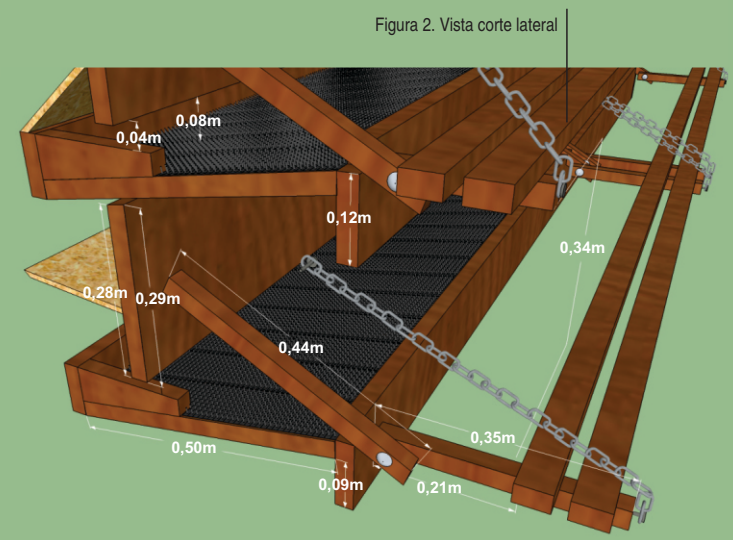 Figura 2. Vista corte lateral
0,08m
0,04m
0,12m
0,34m
0,28m
0,29m
0,44m
0,35m
0,50m
0,09m
0,21m